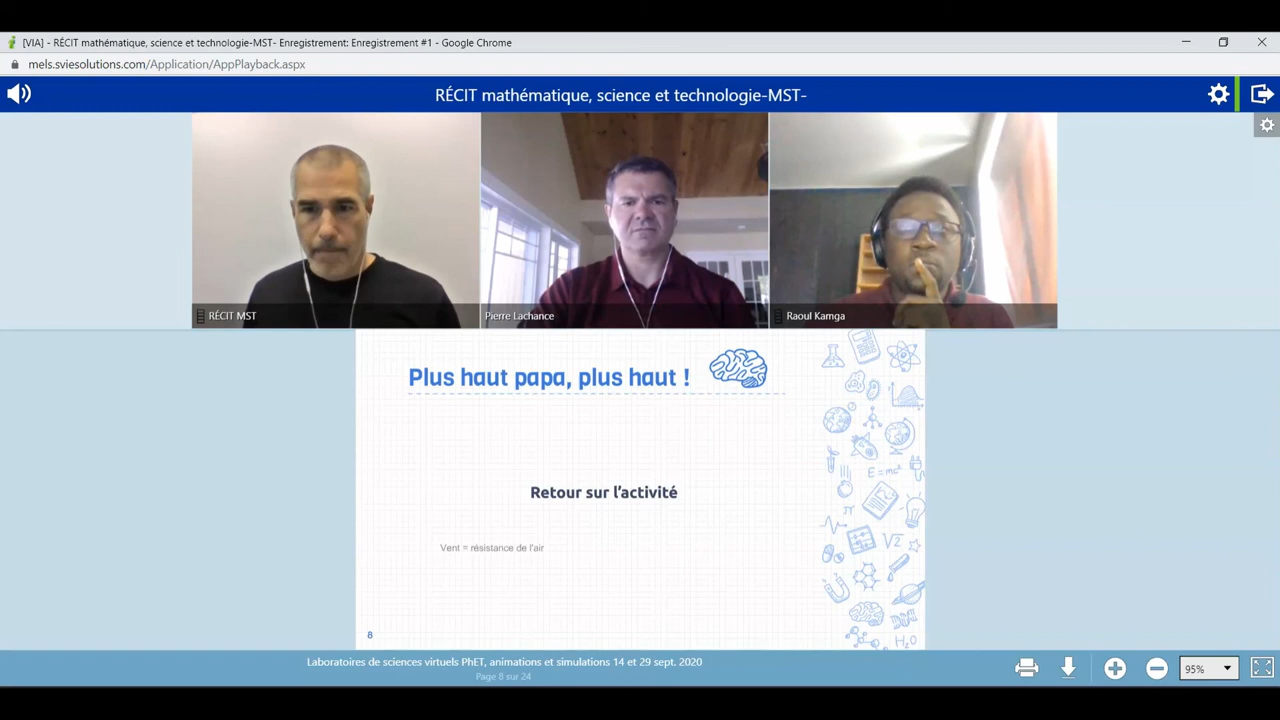 [VIA] - RÉCIT mathématique, science et technologie-MST- Enregistrement: Enregistrement #1 - Google Chrome
mels.sviesolutions.com/Application/AppPlayback.aspx
RÉCIT mathématique, science et technologie-MST-
RÉCIT MST
Pierre Lachance
Raoul Kamga
Plus haut papa, plus haut !
E=mc²
π
√2
Retour sur l'activité
Vent = résistance de l'air
8
H₂O
Laboratoires de sciences virtuels PhET, animations et simulations 14 et 29 sept. 2020
Page 8 sur 24
95%